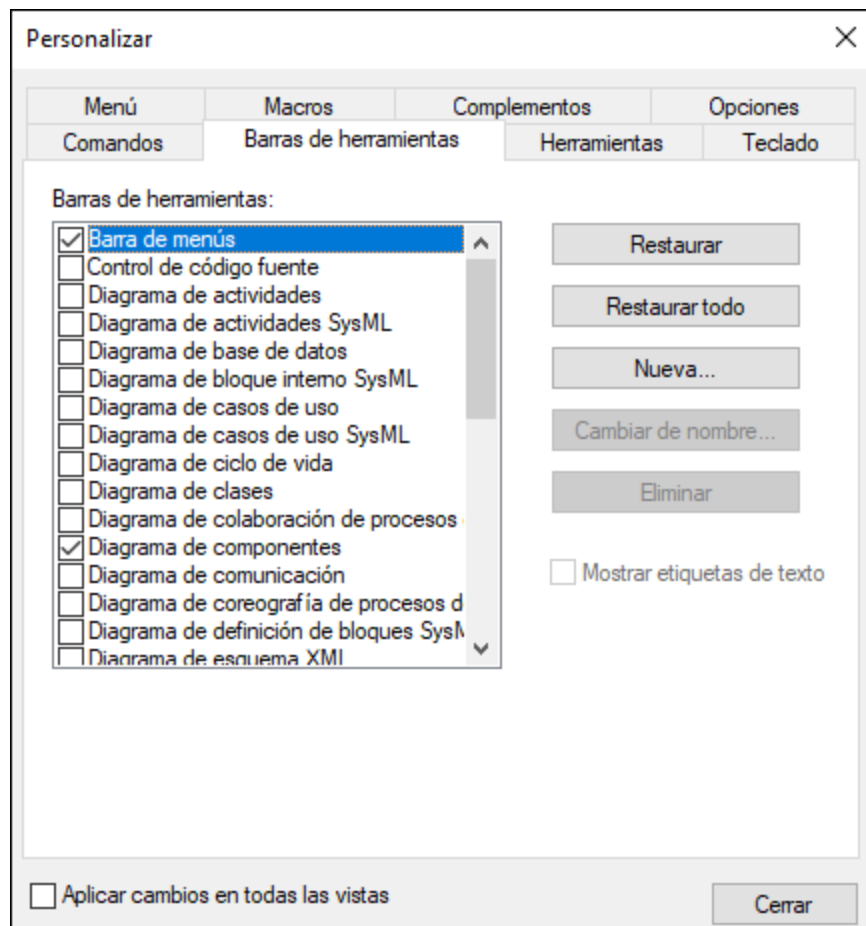 Personalizar
Menú
Macros
Complementos
Opciones
Comandos
Barras de herramientas
Herramientas
Teclado
Barras de herramientas:
Barra de menús
Control de código fuente
Diagrama de actividades
Diagrama de actividades SysML
Diagrama de base de datos
Diagrama de bloque interno SysML
Diagrama de casos de uso
Diagrama de casos de uso SysML
Diagrama de ciclo de vida
Diagrama de clases
Diagrama de colaboración de procesos
Diagrama de componentes
Diagrama de comunicación
Diagrama de coreografía de procesos d
Diagrama de definición de bloques Sys
Diagrama de esquema XML
Restaurar
Restaurar todo
Nueva...
Cambiar de nombre...
Eliminar
Mostrar etiquetas de texto
Aplicar cambios en todas las vistas
Cerrar